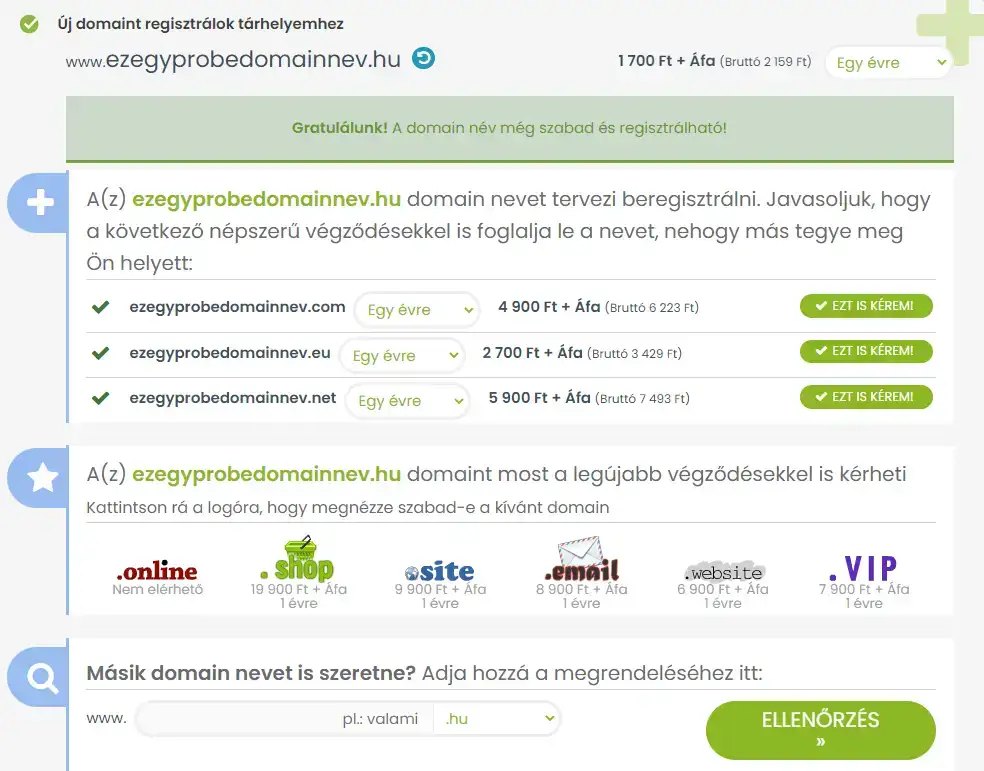 Új domaint regisztrálok tárhelyemhez
www.ezegyprobedomainnev.hu
1 700 Ft + Áfa (Bruttó 2 159 Ft) Egy évre
Gratulálunk! A domain név még szabad és regisztrálható!
A(z) ezegyprobedomainnev.hu domain nevet tervezi beregisztrálni. Javasoljuk, hogy
a következő népszerű végződésekkel is foglalja le a nevet, nehogy más tegye meg
Ön helyett:
ezegyprobedomainnev.com Egy évre 4 900 Ft + Áfa (Bruttó 6 223 Ft) EZT IS KÉREM!
ezegyprobedomainnev.eu Egy évre 2 700 Ft + Áfa (Bruttó 3 429 Ft) EZT IS KÉREM!
ezegyprobedomainnev.net Egy évre 5 900 Ft + Áfa (Bruttó 7 493 Ft) EZT IS KÉREM!
A(z) ezegyprobedomainnev.hu domaint most a legújabb végződésekkel is kérheti
Kattintson rá a logóra, hogy megnézze szabad-e a kívánt domain
.online .shop site .email .website .VIP
Nem elérhető 19 900 Ft + Áfa 9 900 Ft + Áfa 8 900 Ft + Áfa 6 900 Ft + Áfa 7 900 Ft + Áfa
1 évre 1 évre 1 évre 1 évre 1 évre
Másik domain nevet is szeretne? Adja hozzá a megrendeléséhez itt:
www. pl.: valami .hu ELLENŐRZÉS
»